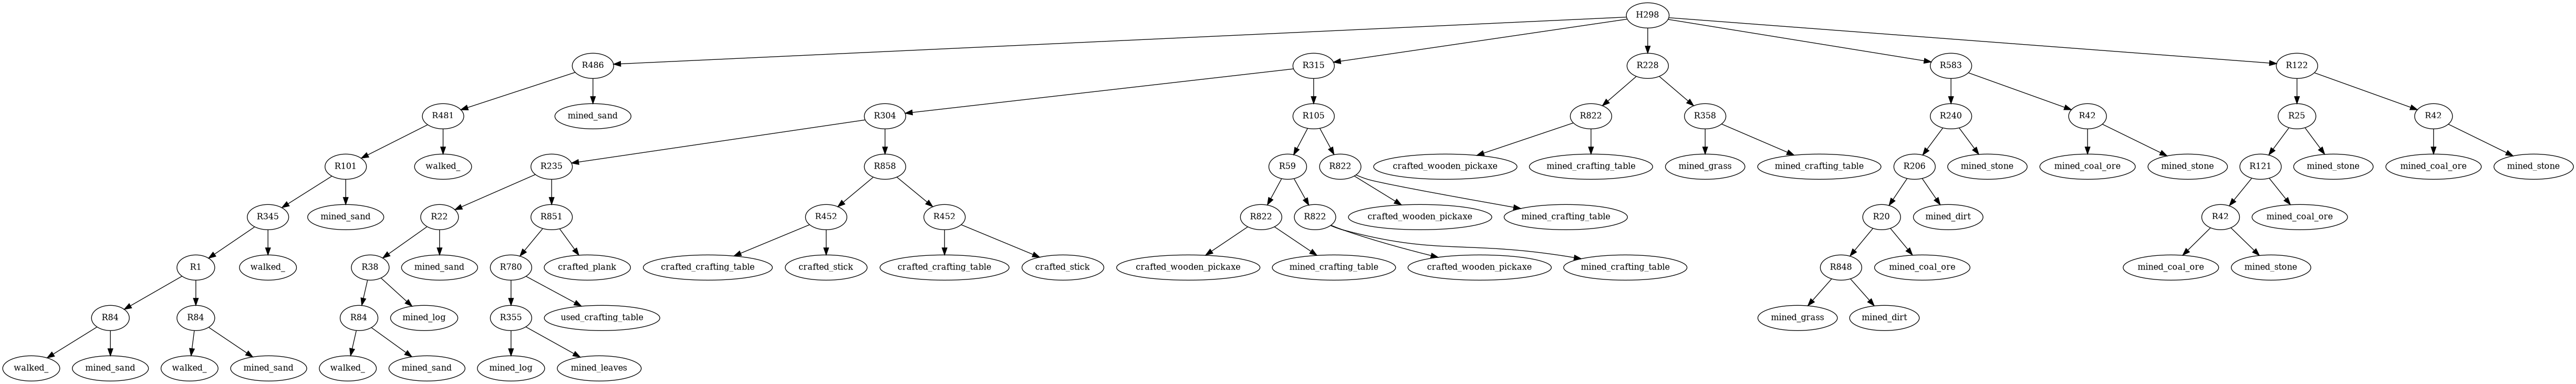 H298
R486
R315
R228
R583
R122
R481
mined_sand
R304
R105
R822
R358
R240
R42
R25
R42
R101
walked_
R235
R858
R59
R822
crafted_wooden_pickaxe
mined_crafting_table
mined_grass
mined_crafting_table
R206
mined_stone
mined_coal_ore
mined_stone
R121
mined_stone
mined_coal_ore
mined_stone
R345
mined_sand
R22
R851
R452
R452
R822
R822
crafted_wooden_pickaxe
mined_crafting_table
R20
mined_dirt
R42
mined_coal_ore
R1
walked_
R38
mined_sand
R780
crafted_plank
crafted_crafting_table
crafted_stick
crafted_crafting_table
crafted_stick
crafted_wooden_pickaxe
mined_crafting_table
crafted_wooden_pickaxe
mined_crafting_table
R848
mined_coal_ore
mined_coal_ore
mined_stone
R84
R84
R84
mined_log
R355
used_crafting_table
mined_grass
mined_dirt
walked_
mined_sand
walked_
mined_sand
walked_
mined_sand
mined_log
mined_leaves